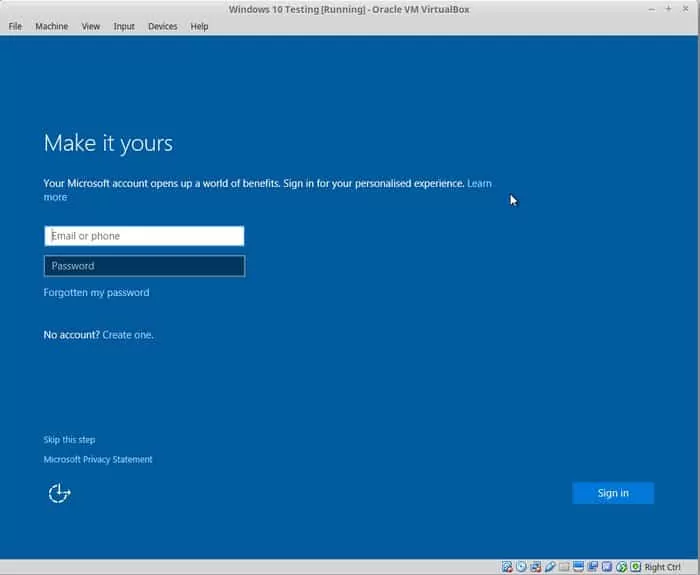 Windows 10 Testing [Running] - Oracle VM VirtualBox
File Machine View Input Devices Help
Make it yours
Your Microsoft account opens up a world of benefits. Sign in for your personalised experience. Learn
more
Email or phone
Password
Forgotten my password
No account? Create one.
Skip this step
Microsoft Privacy Statement
Sign in
Right Ctrl